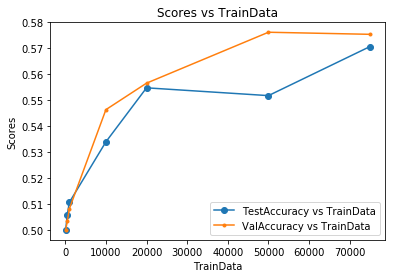 Scores vs TrainData
0.58
0.57
0.56
0.55
0.54
0.53
0.52
0.51
0.50
Scores
TestAccuracy vs TrainData
ValAccuracy vs TrainData
0 10000 20000 30000 40000 50000 60000 70000
TrainData